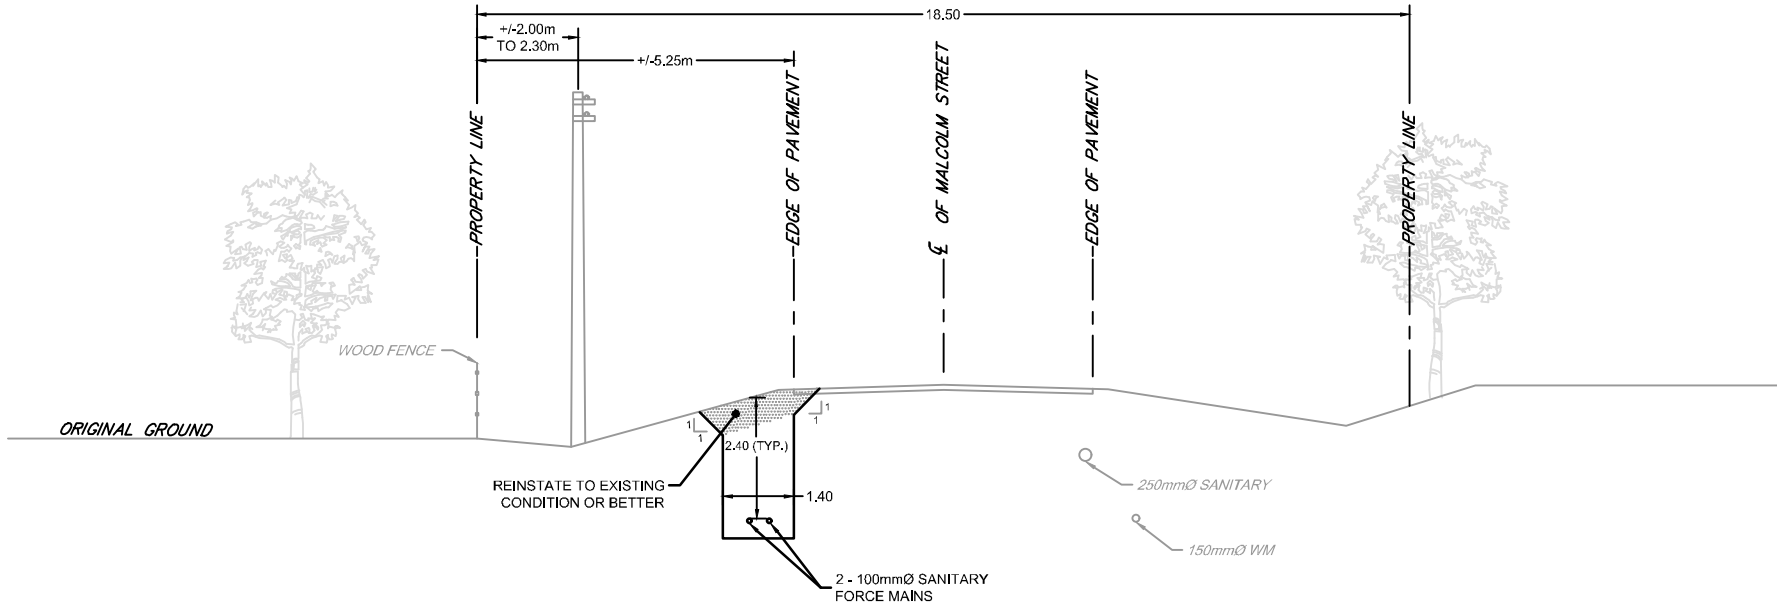 18.50
+/-2.00m
TO 2.30m
+/-5.25m
PROPERTY LINE
EDGE OF PAVEMENT
℄ OF MALCOLM STREET
EDGE OF PAVEMENT
PROPERTY LINE
WOOD FENCE
ORIGINAL GROUND
1
1
1
1
2.40 (TYP.)
REINSTATE TO EXISTING
CONDITION OR BETTER
1.40
250mmØ SANITARY
150mmØ WM
2 - 100mmØ SANITARY
FORCE MAINS